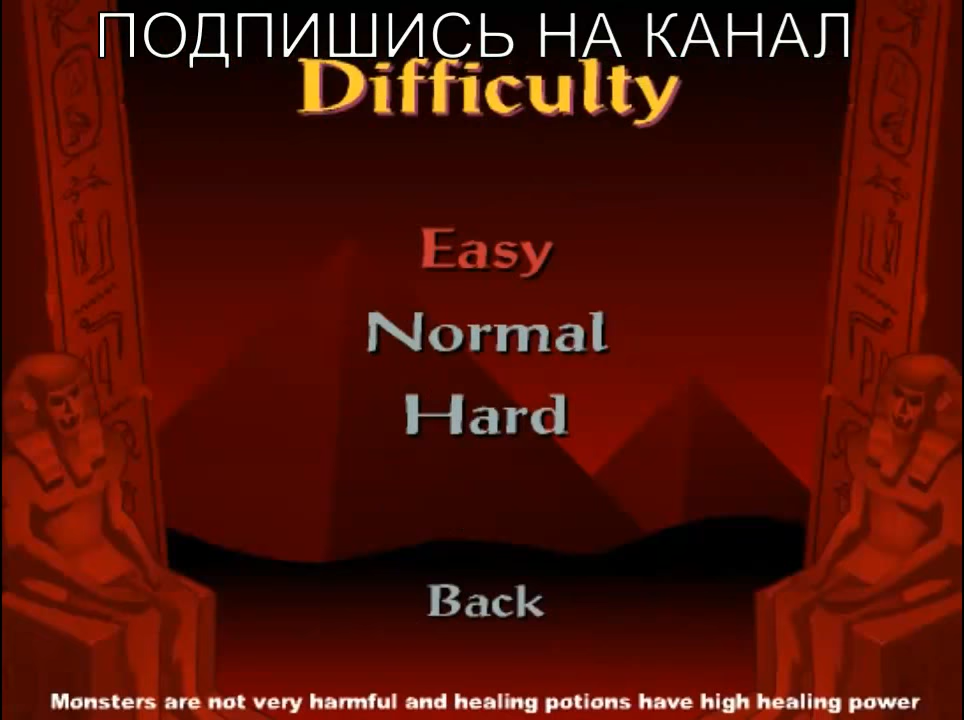 ПОДПИШИСЬ НА КАНАЛ
Difficulty
Easy
Normal
Hard
Back
Monsters are not very harmful and healing potions have high healing power